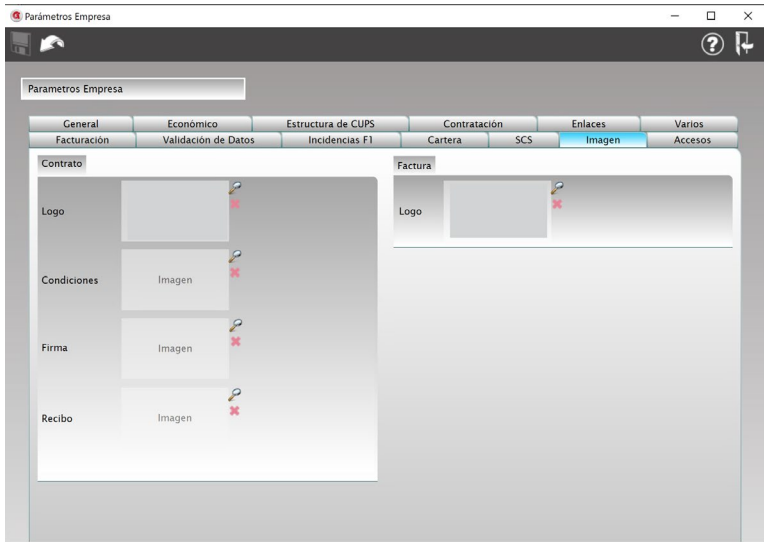 Parámetros Empresa
Parametros Empresa
General Económico Estructura de CUPS Contratación Enlaces Varios
Facturación Validación de Datos Incidencias F1 Cartera SCS Imagen Accesos
Contrato
Factura
Logo
Logo
Condiciones Imagen
Firma Imagen
Recibo Imagen